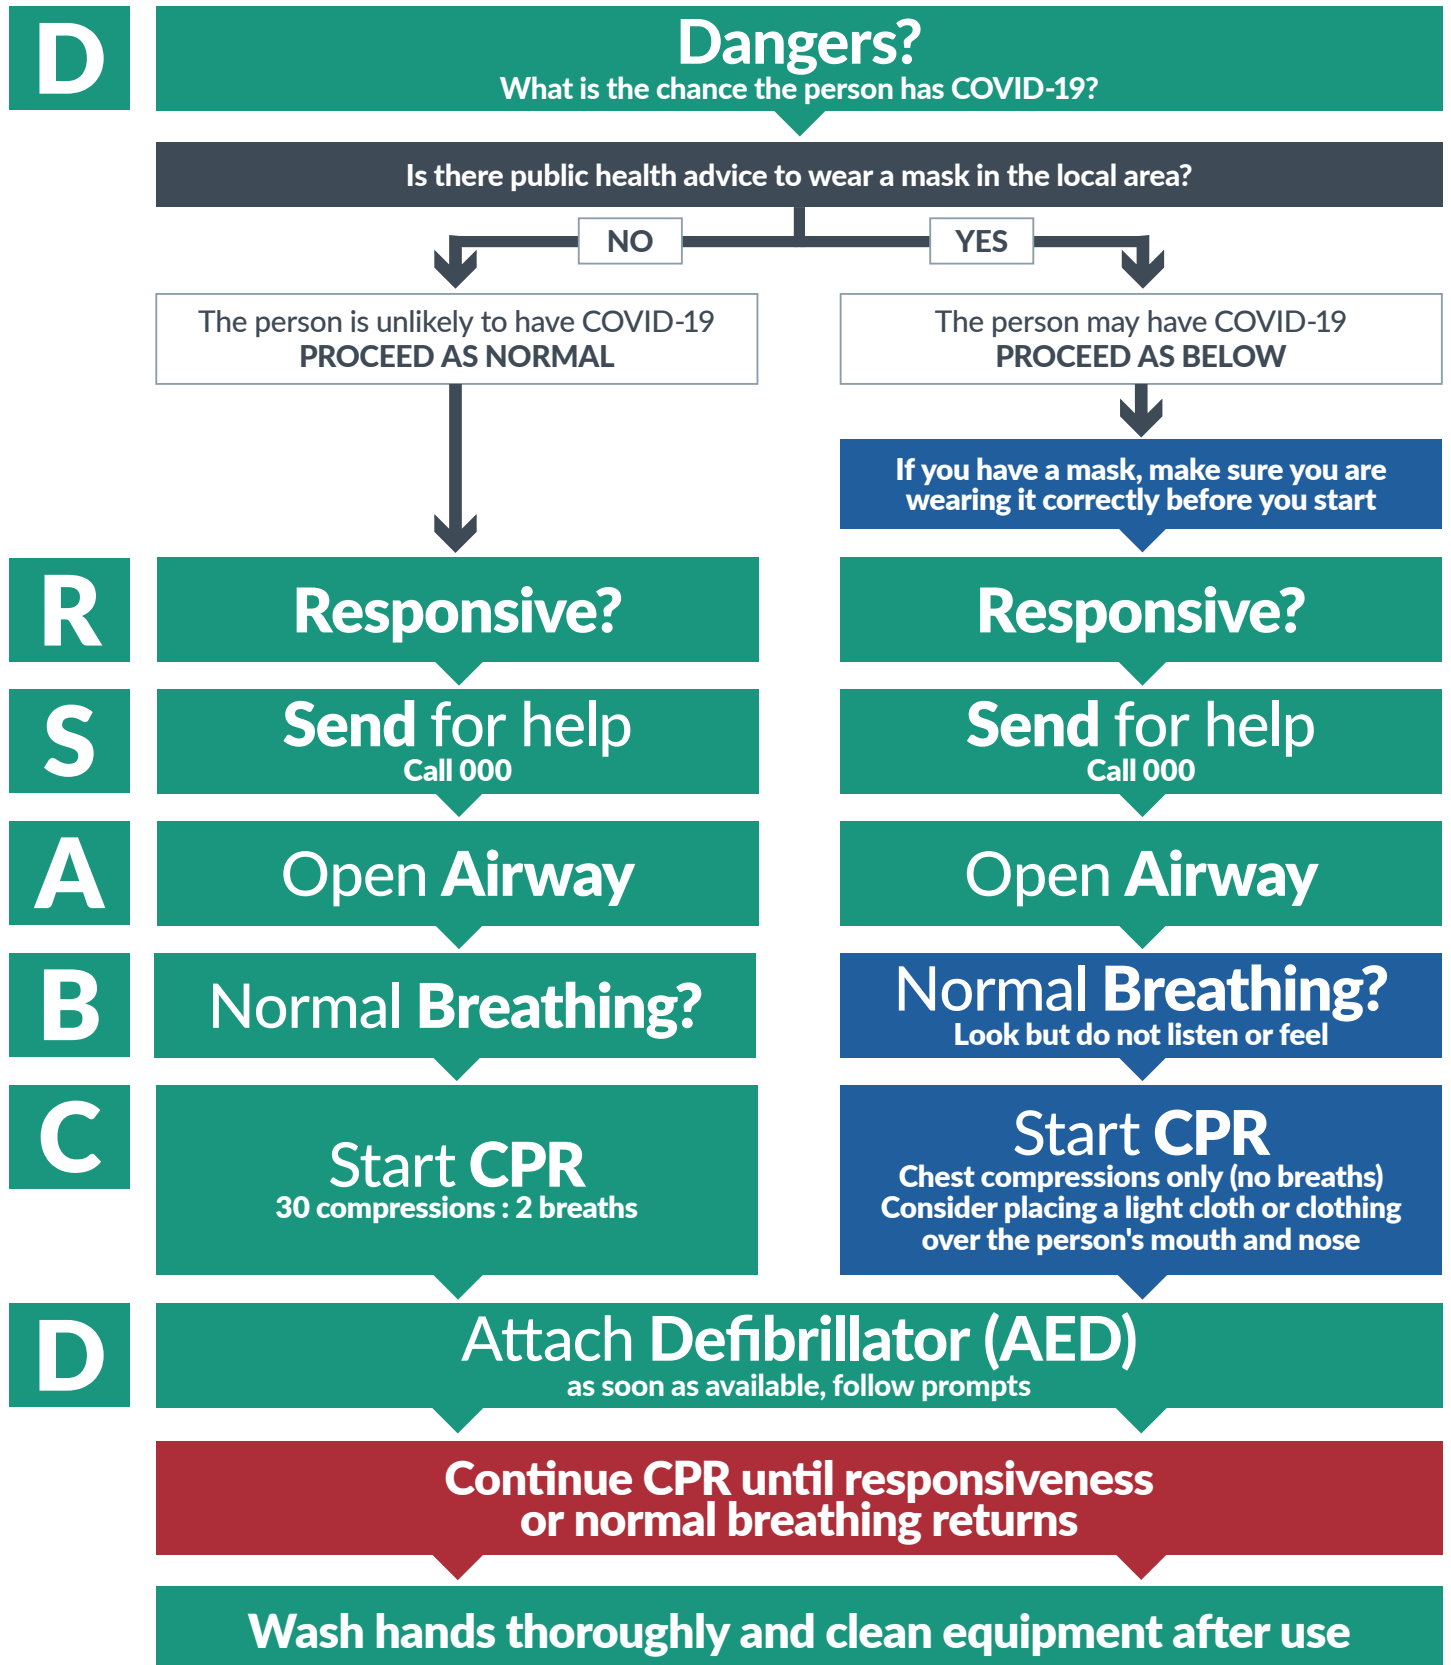 D
Dangers?
What is the chance the person has COVID-19?
Is there public health advice to wear a mask in the local area?
NO
YES
The person is unlikely to have COVID-19
PROCEED AS NORMAL
The person may have COVID-19
PROCEED AS BELOW
If you have a mask, make sure you are
wearing it correctly before you start
R
Responsive?
Responsive?
S
Send for help
Call 000
Send for help
Call 000
A
Open Airway
Open Airway
B
Normal Breathing?
Normal Breathing?
Look but do not listen or feel
C
Start CPR
30 compressions : 2 breaths
Start CPR
Chest compressions only (no breaths)
Consider placing a light cloth or clothing
over the person's mouth and nose
D
Attach Defibrillator (AED)
as soon as available, follow prompts
Continue CPR until responsiveness
or normal breathing returns
Wash hands thoroughly and clean equipment after use